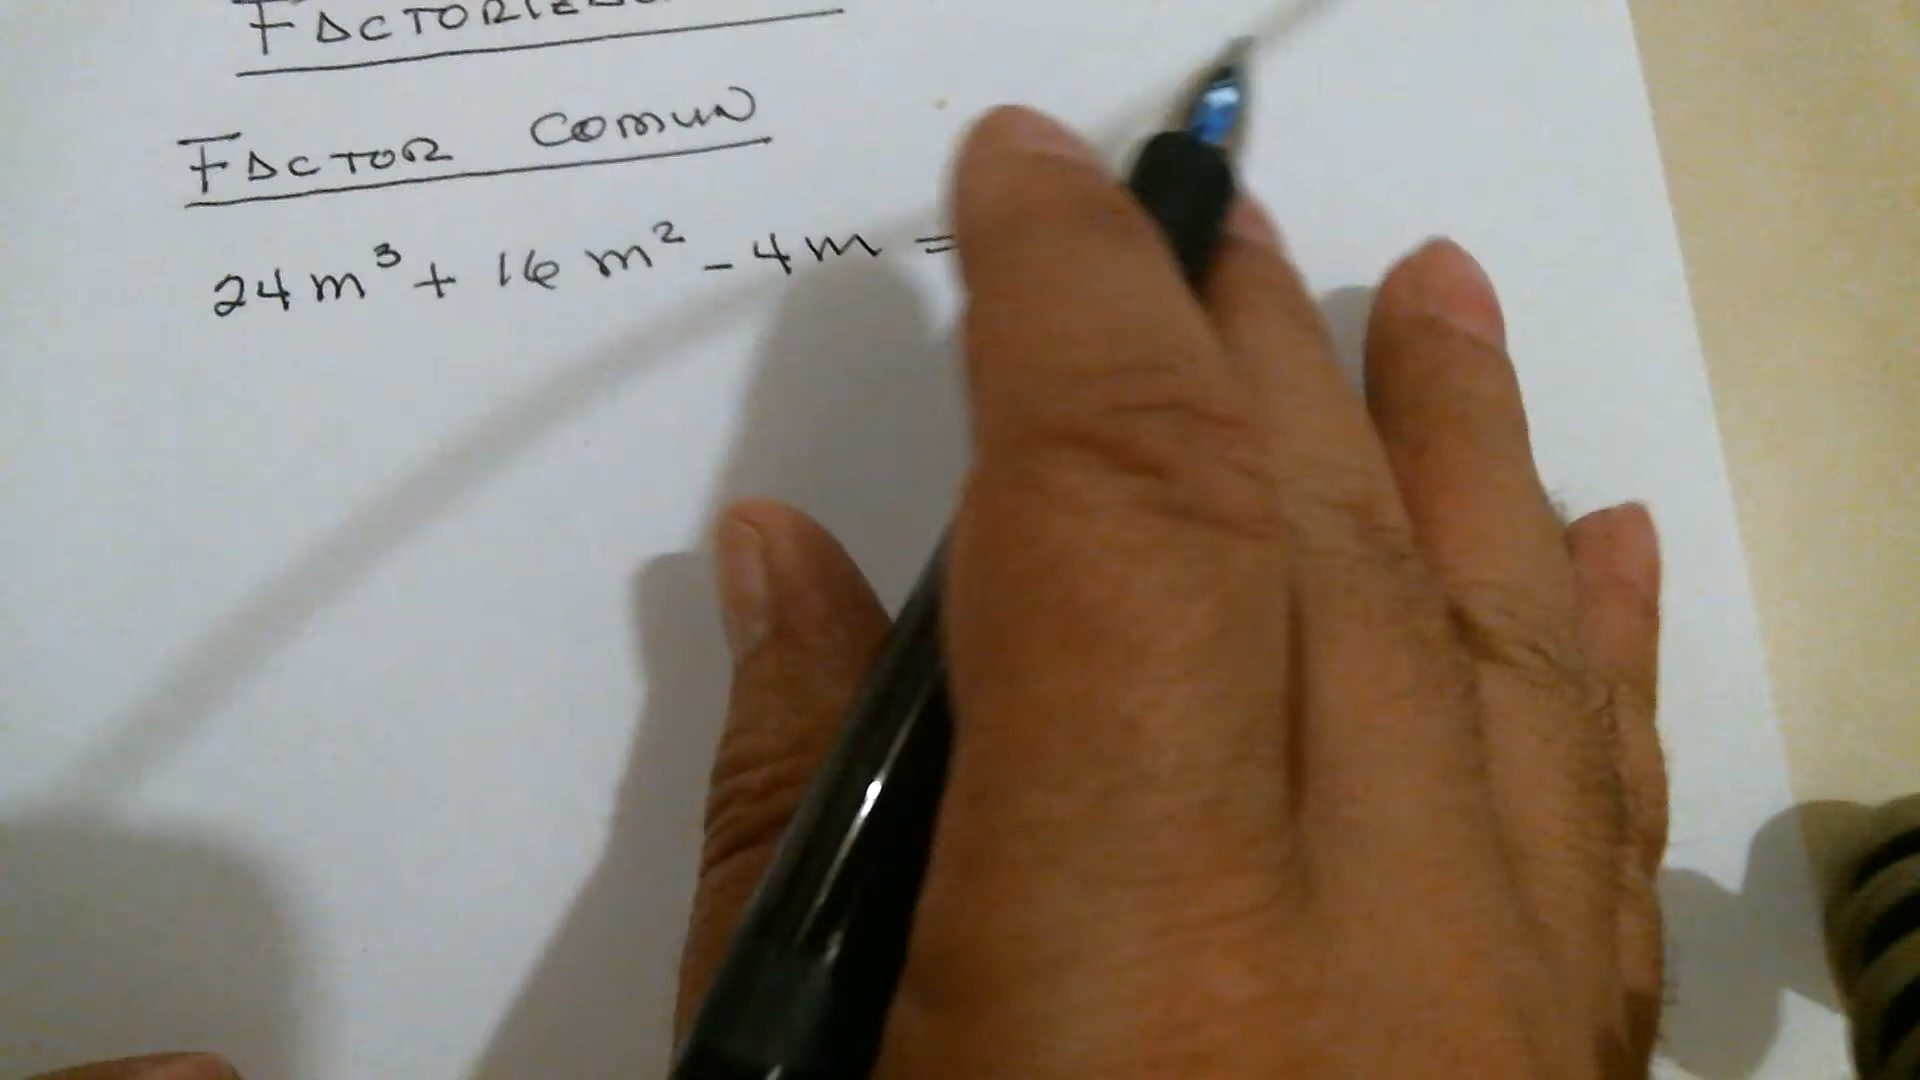 FACTOR COMUN
24m³ + 16m² - 4m =